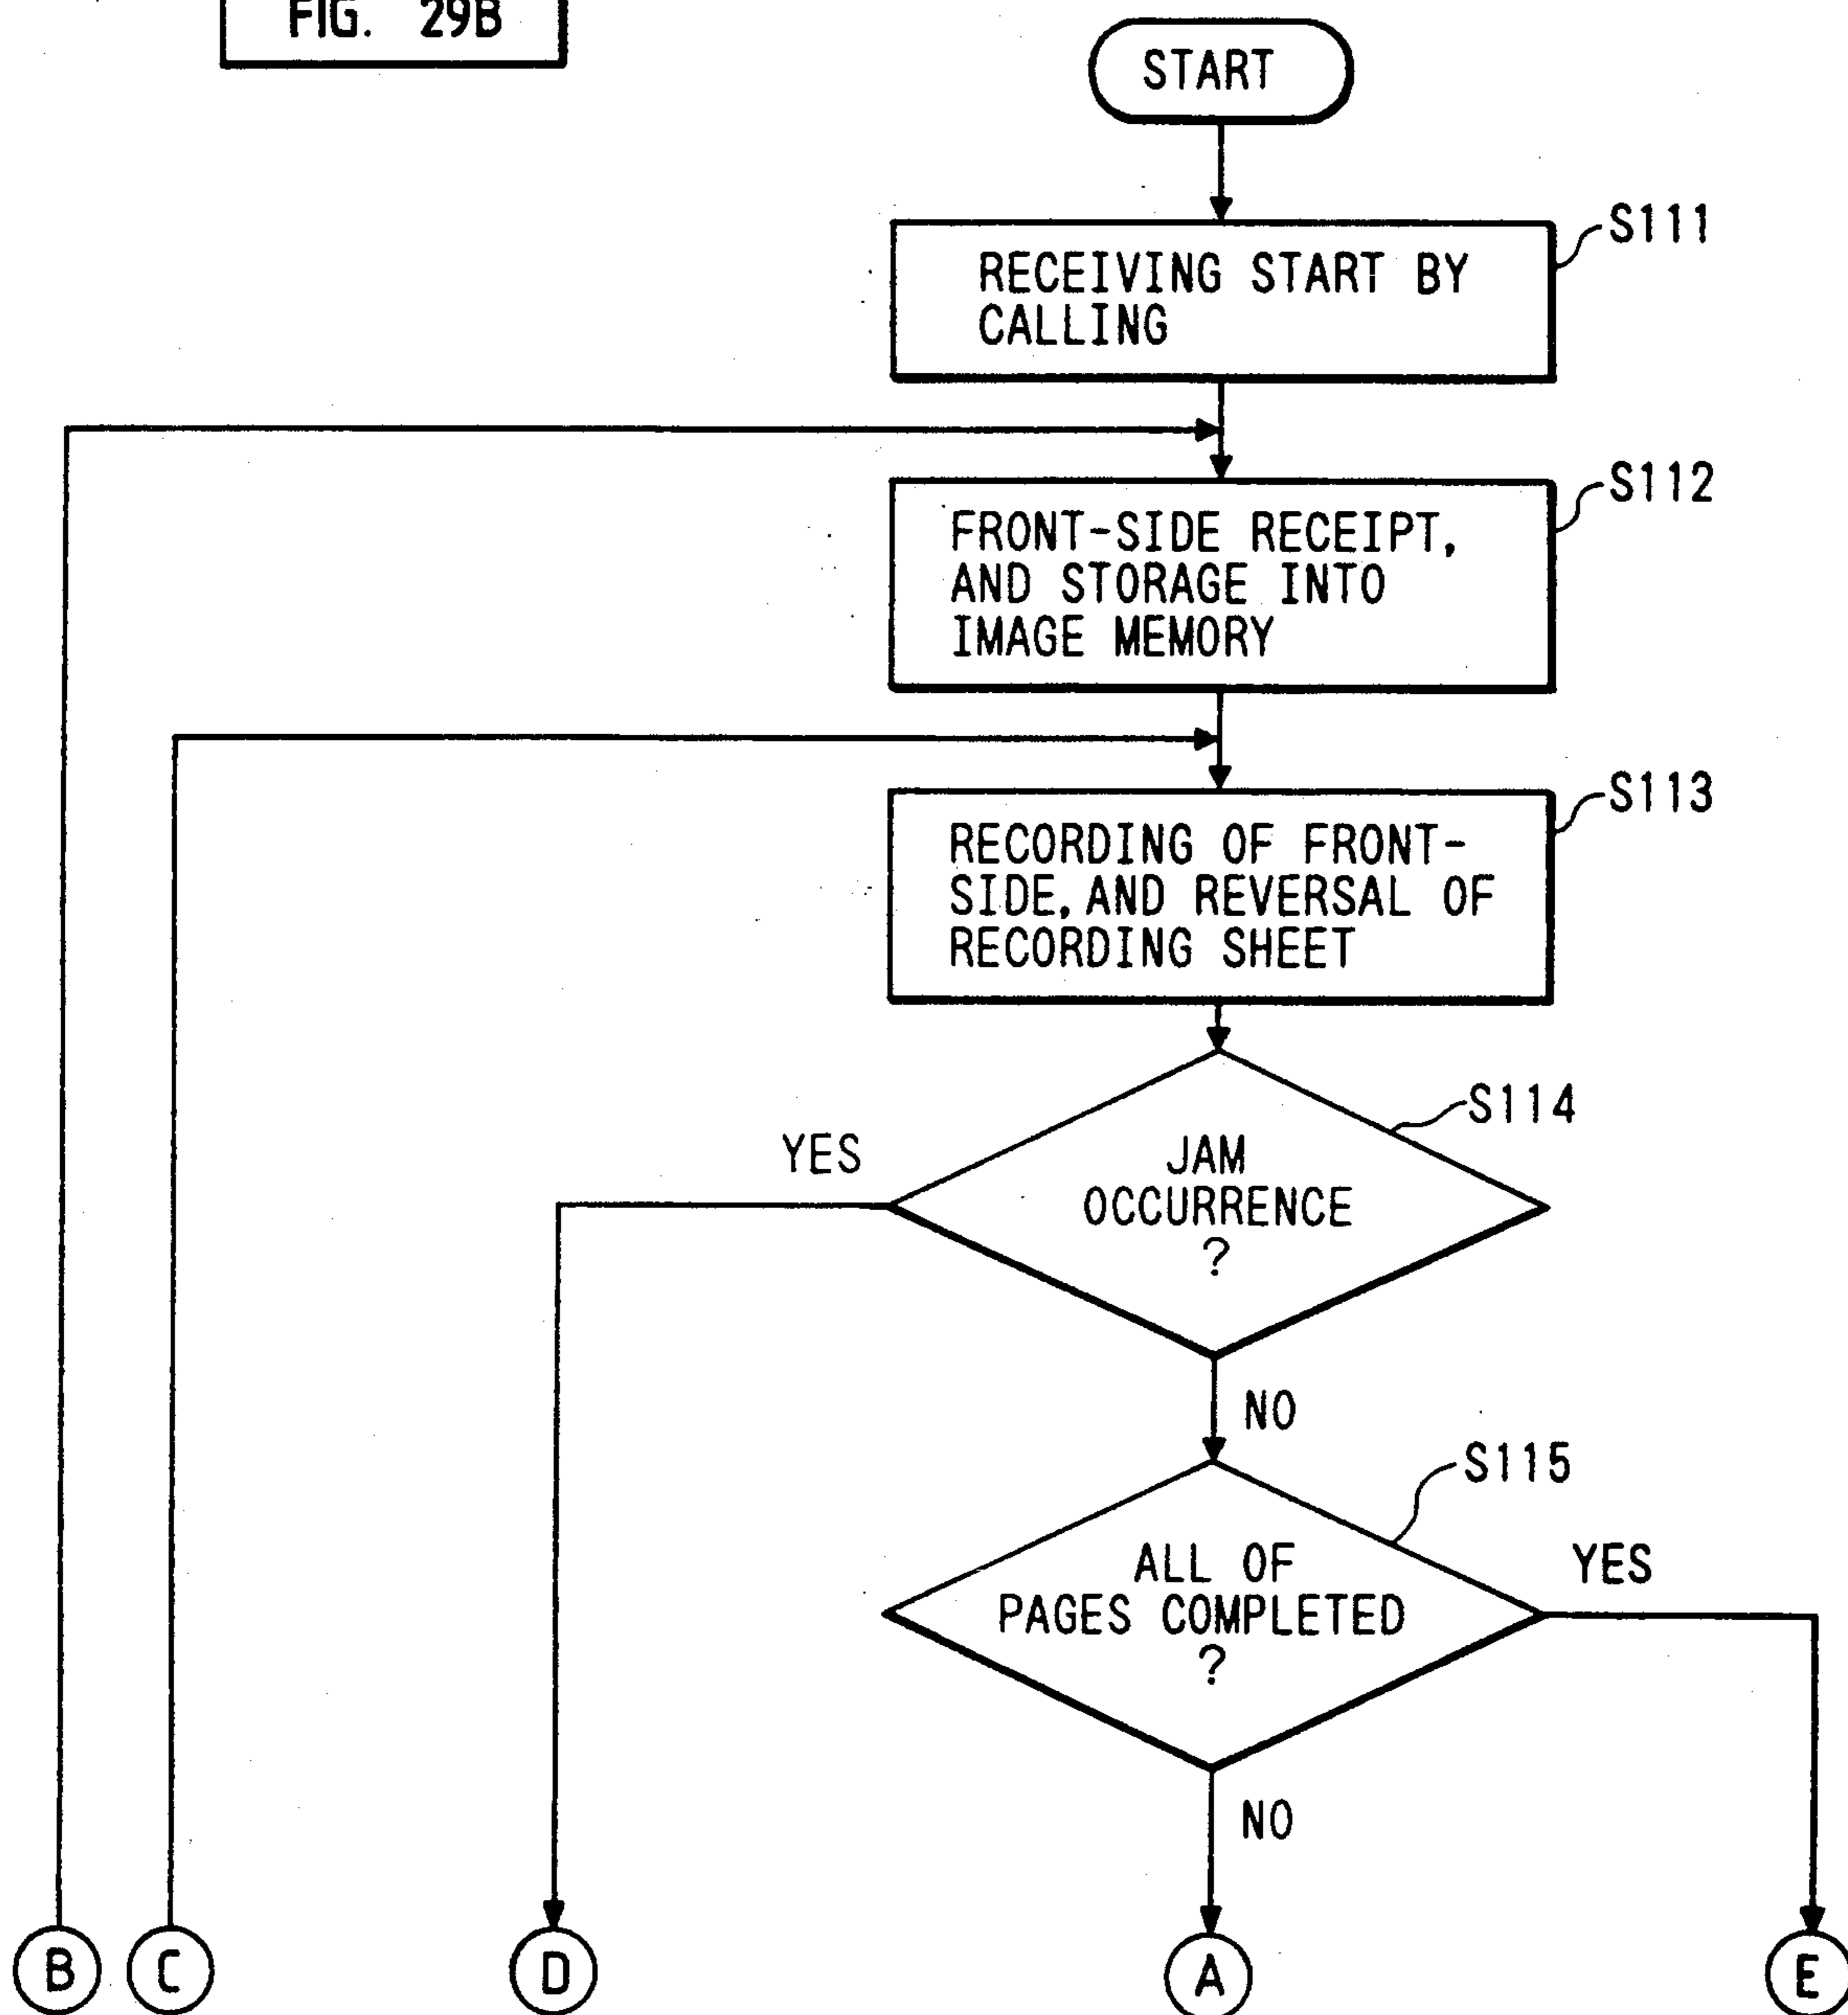 FIG. 29B
START
S111
RECEIVING START BY
CALLING
S112
FRONT-SIDE RECEIPT,
AND STORAGE INTO
IMAGE MEMORY
S113
RECORDING OF FRONT-
SIDE, AND REVERSAL OF
RECORDING SHEET
S114
YES
JAM
OCCURRENCE
?
NO
S115
ALL OF
PAGES COMPLETED
?
YES
NO
B
C
D
A
E